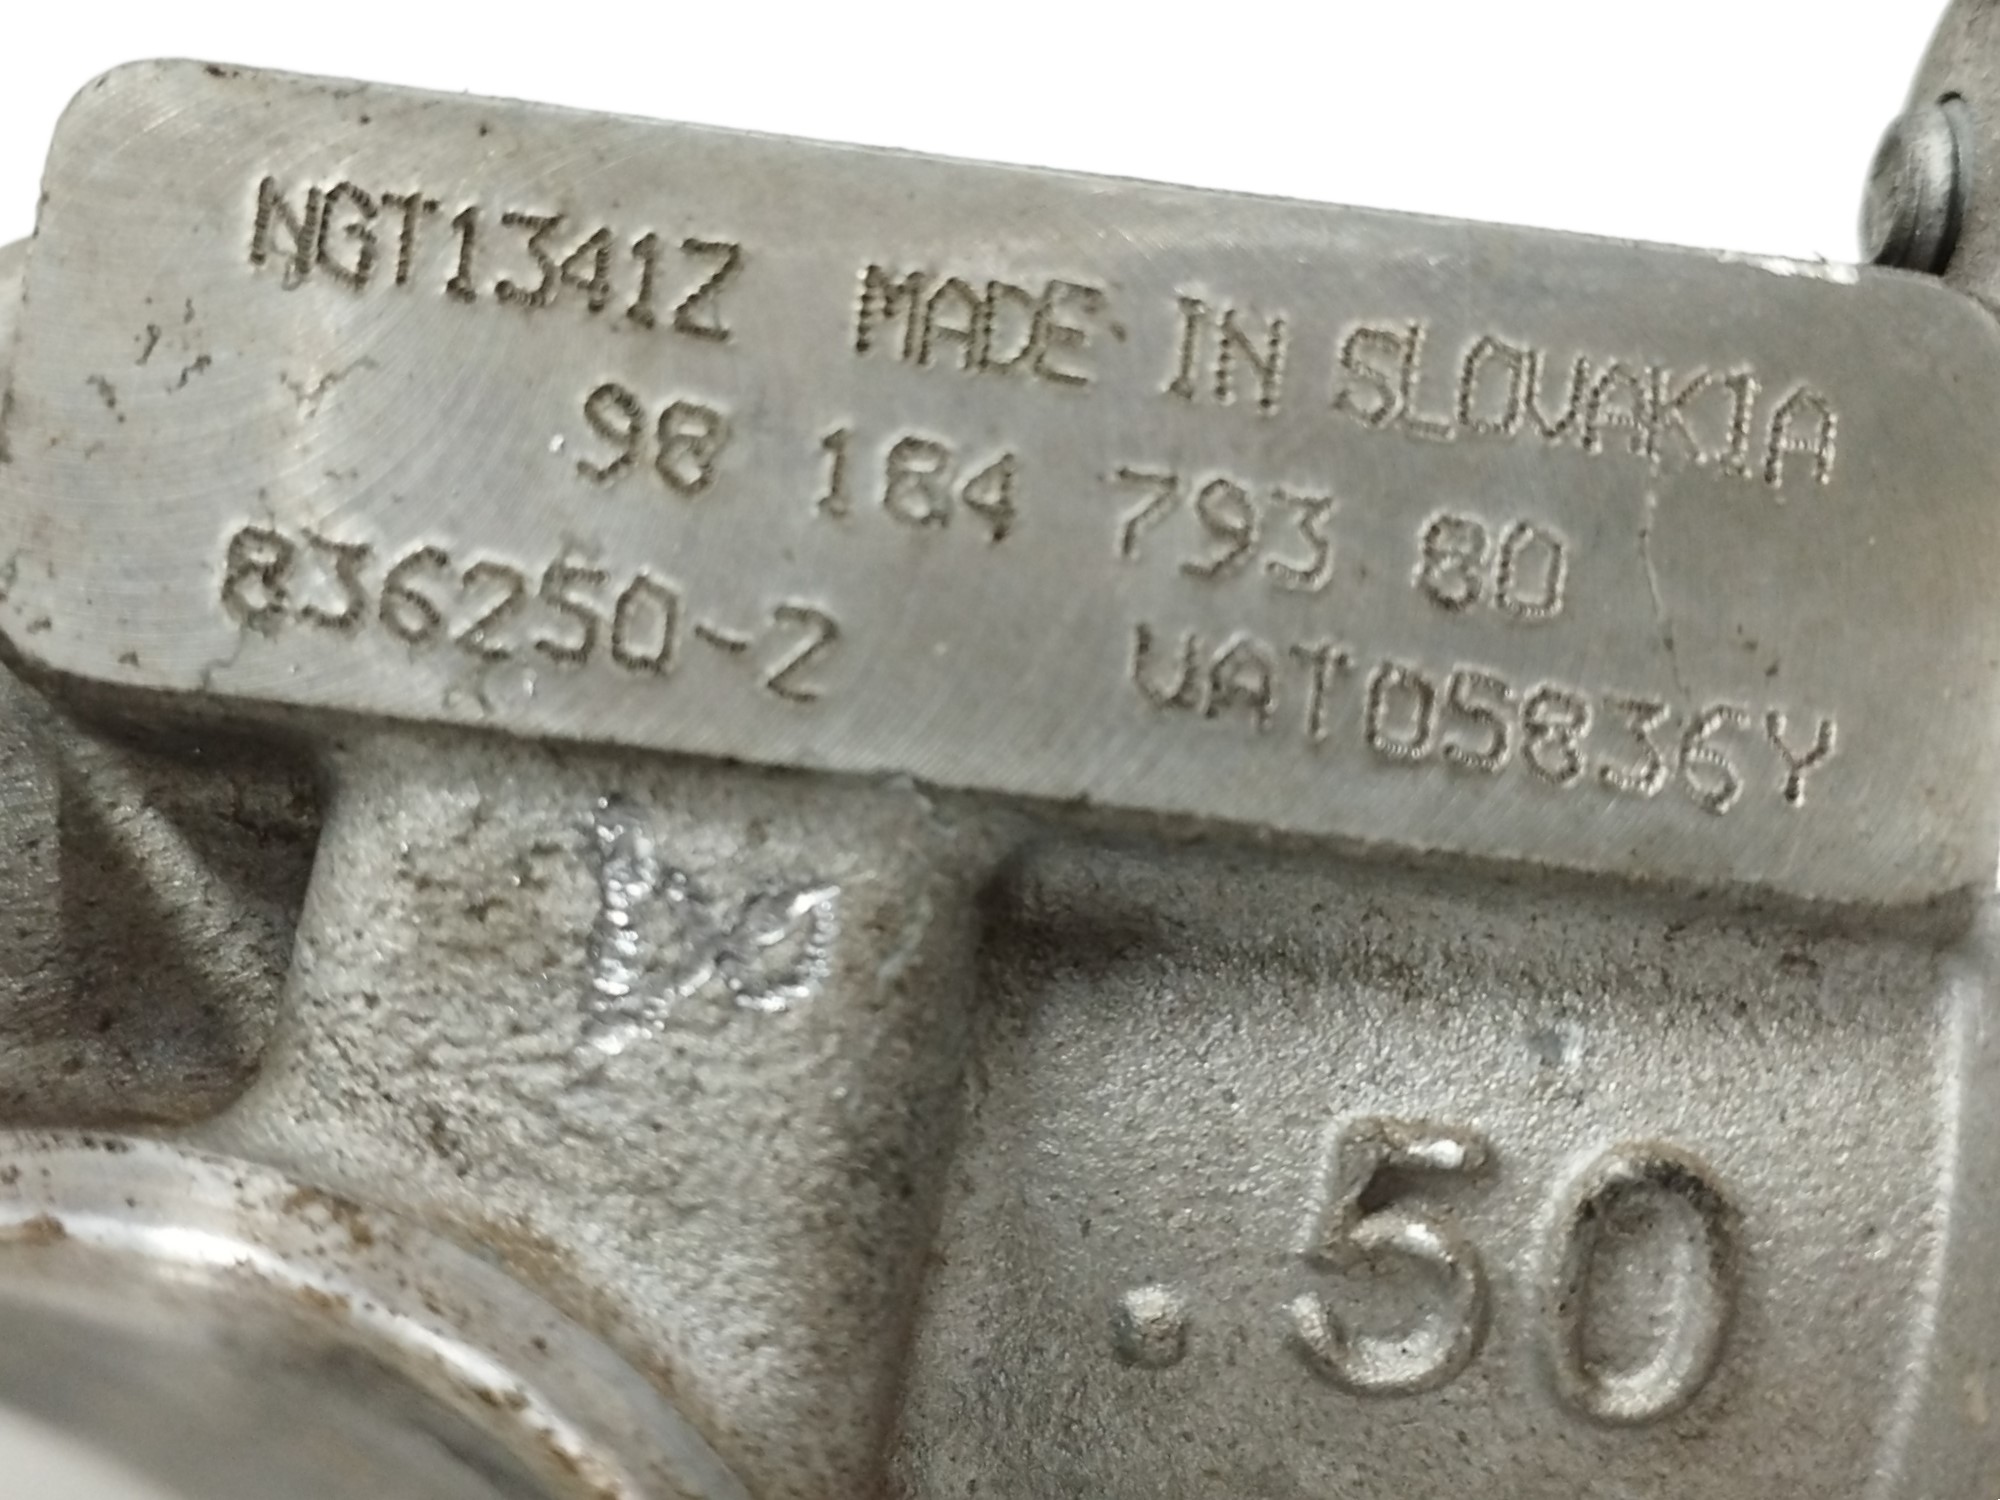 NGT1341Z MADE IN SLOVAKIA
98 184 793 80
836250-2 UAT05836Y
.50